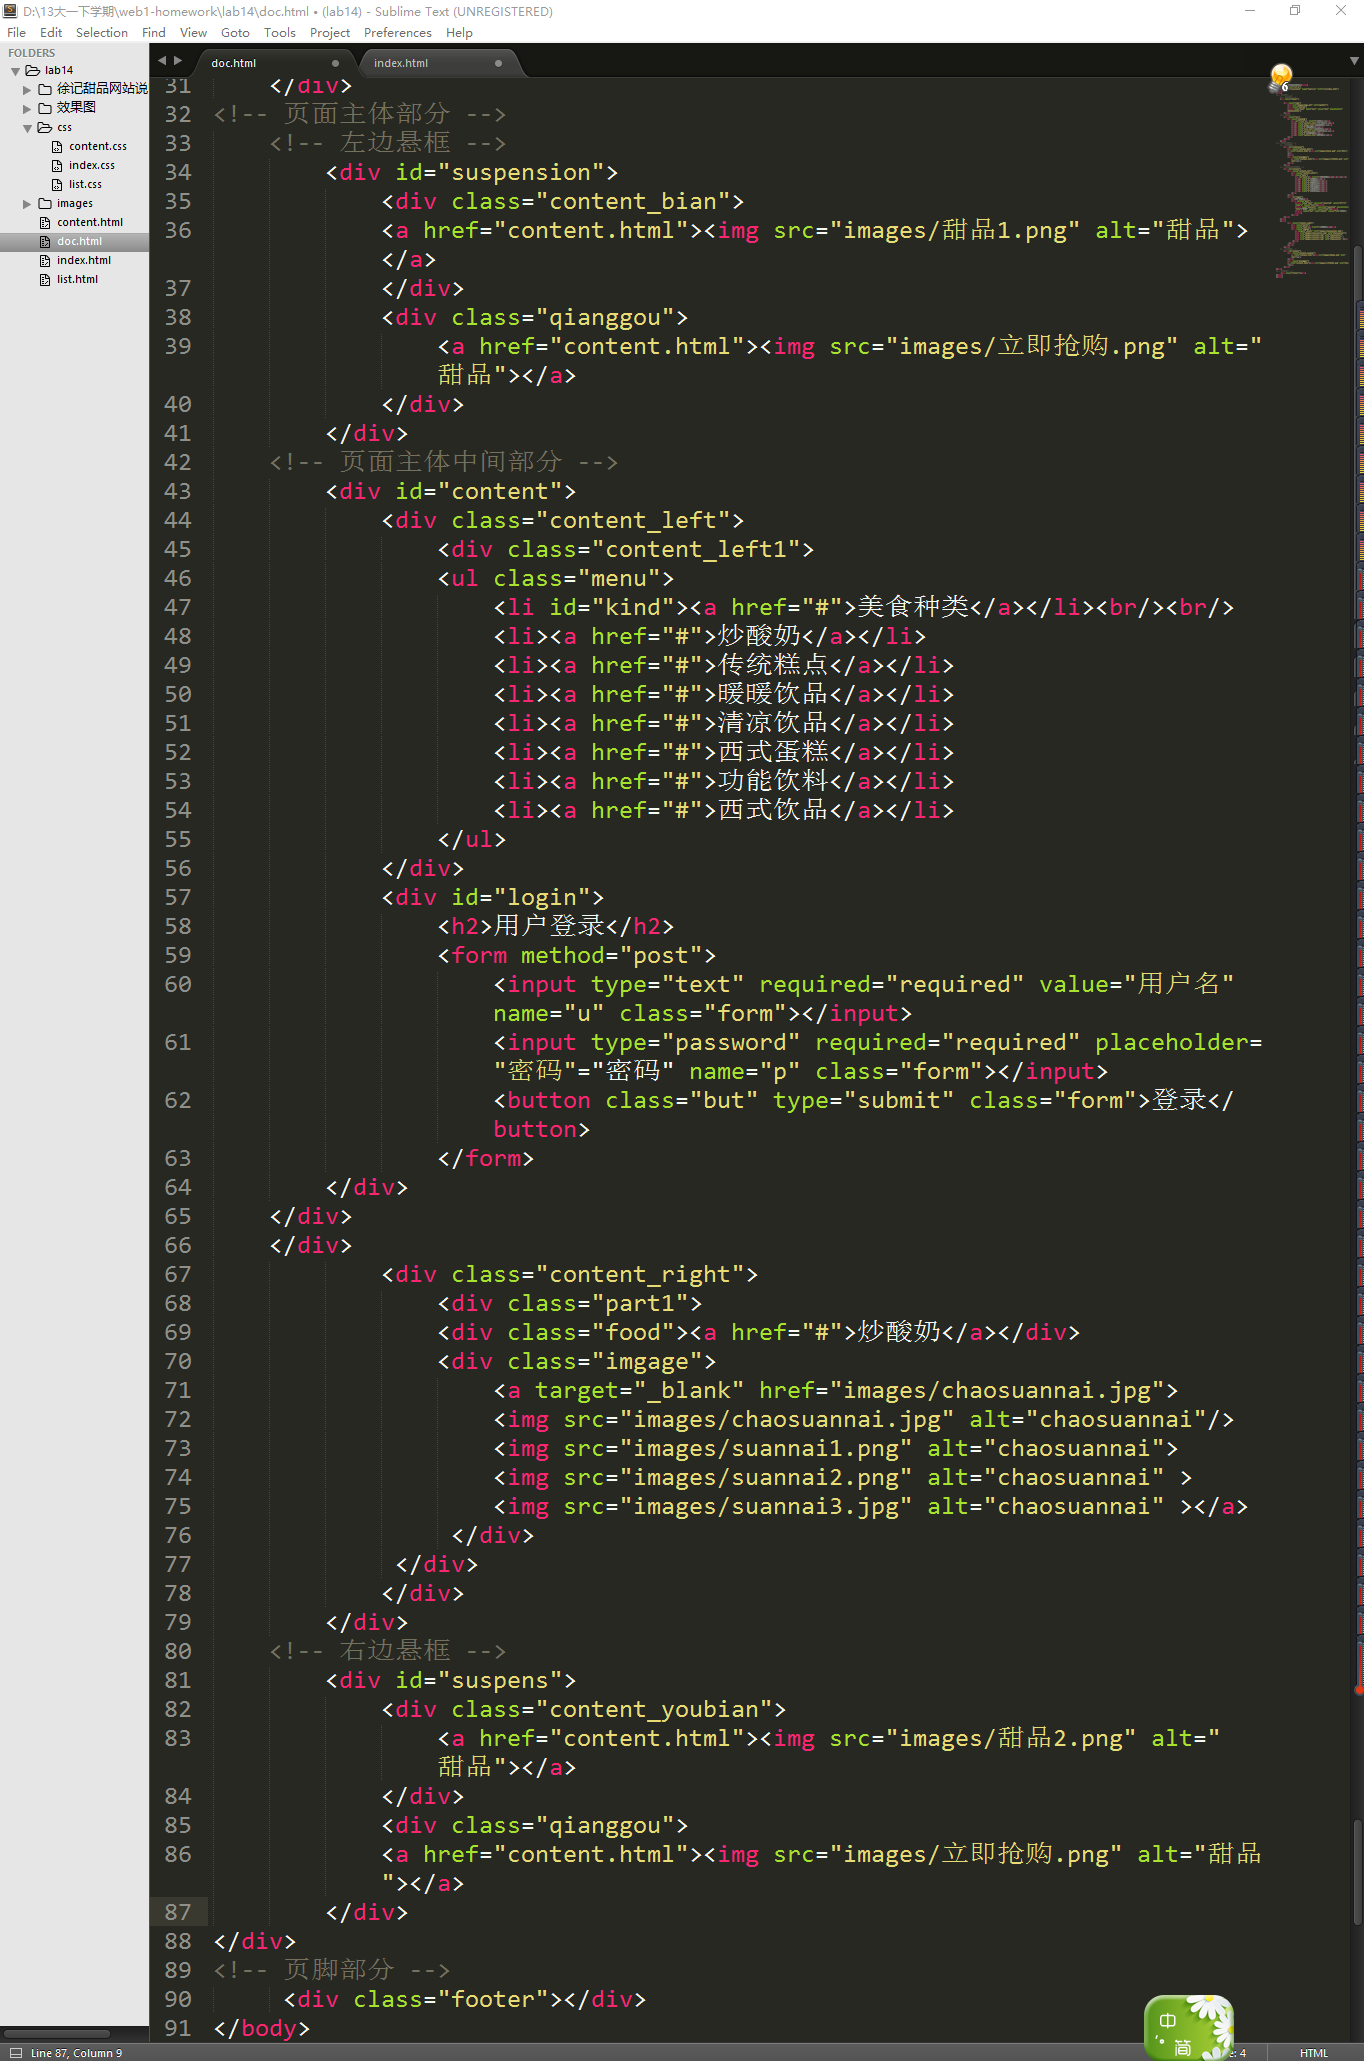 D:\13大一下学期\web1-homework\lab14\doc.html • (lab14) - Sublime Text (UNREGISTERED)
File Edit Selection Find View Goto Tools Project Preferences Help
FOLDERS
lab14
徐记甜品网站说
效果图
css
content.css
index.css
list.css
images
content.html
doc.html
index.html
list.html
doc.html index.html
6
31 </div>
32 <!-- 页面主体部分 -->
33 <!-- 左边悬框 -->
34 <div id="suspension">
35 <div class="content_bian">
36 <a href="content.html"><img src="images/甜品1.png" alt="甜品">
</a>
37 </div>
38 <div class="qianggou">
39 <a href="content.html"><img src="images/立即抢购.png" alt="
甜品"></a>
40 </div>
41 </div>
42 <!-- 页面主体中间部分 -->
43 <div id="content">
44 <div class="content_left">
45 <div class="content_left1">
46 <ul class="menu">
47 <li id="kind"><a href="#">美食种类</a></li><br/><br/>
48 <li><a href="#">炒酸奶</a></li>
49 <li><a href="#">传统糕点</a></li>
50 <li><a href="#">暖暖饮品</a></li>
51 <li><a href="#">清凉饮品</a></li>
52 <li><a href="#">西式蛋糕</a></li>
53 <li><a href="#">功能饮料</a></li>
54 <li><a href="#">西式饮品</a></li>
55 </ul>
56 </div>
57 <div id="login">
58 <h2>用户登录</h2>
59 <form method="post">
60 <input type="text" required="required" value="用户名"
name="u" class="form"></input>
61 <input type="password" required="required" placeholder=
"密码"="密码" name="p" class="form"></input>
62 <button class="but" type="submit" class="form">登录</
button>
63 </form>
64 </div>
65 </div>
66 </div>
67 <div class="content_right">
68 <div class="part1">
69 <div class="food"><a href="#">炒酸奶</a></div>
70 <div class="imgage">
71 <a target="_blank" href="images/chaosuannai.jpg">
72 <img src="images/chaosuannai.jpg" alt="chaosuannai"/>
73 <img src="images/suannai1.png" alt="chaosuannai">
74 <img src="images/suannai2.png" alt="chaosuannai" >
75 <img src="images/suannai3.jpg" alt="chaosuannai" ></a>
76 </div>
77 </div>
78 </div>
79 </div>
80 <!-- 右边悬框 -->
81 <div id="suspens">
82 <div class="content_youbian">
83 <a href="content.html"><img src="images/甜品2.png" alt="
甜品"></a>
84 </div>
85 <div class="qianggou">
86 <a href="content.html"><img src="images/立即抢购.png" alt="甜品
"></a>
87 </div>
88 </div>
89 <!-- 页脚部分 -->
90 <div class="footer"></div>
91 </body>
中
简
Line 87, Column 9 : 4 HTML